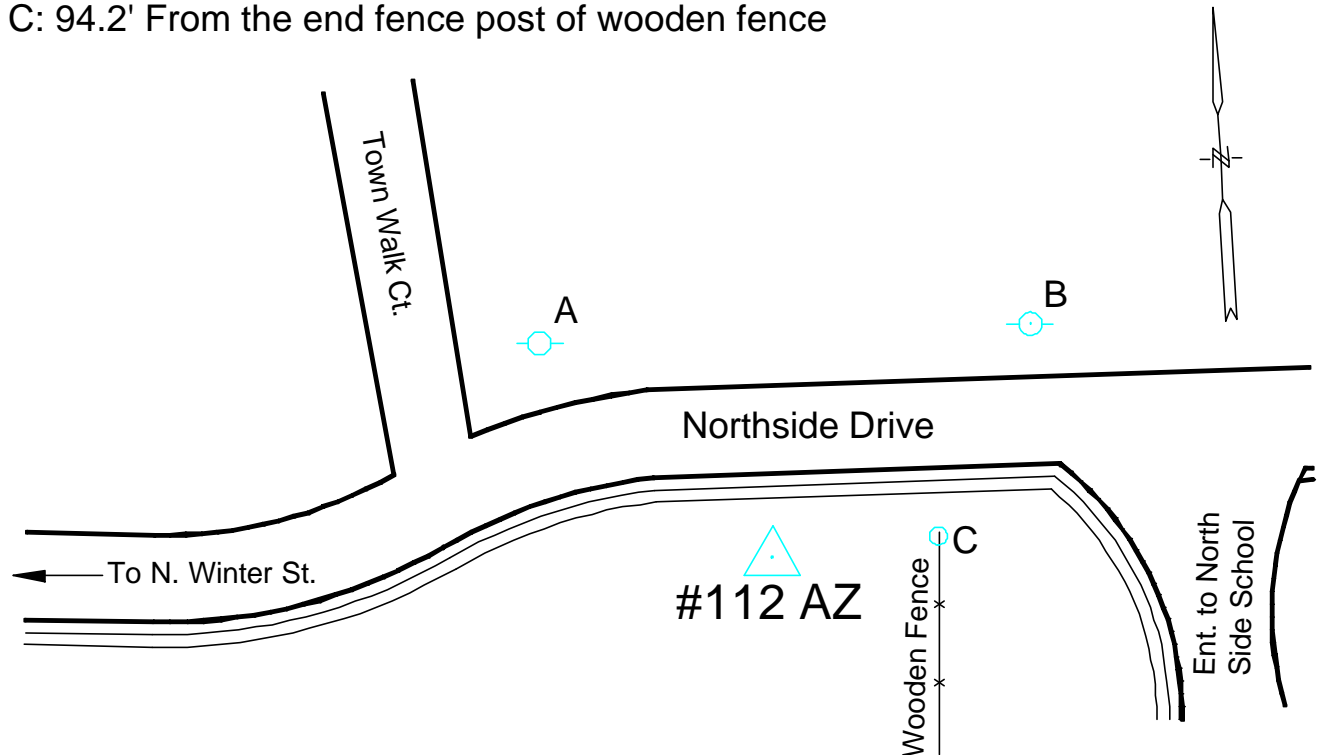 C: 94.2' From the end fence post of wooden fence
N
Town Walk Ct.
A
B
Northside Drive
C
To N. Winter St.
#112 AZ
Wooden Fence
Ent. to North
Side School